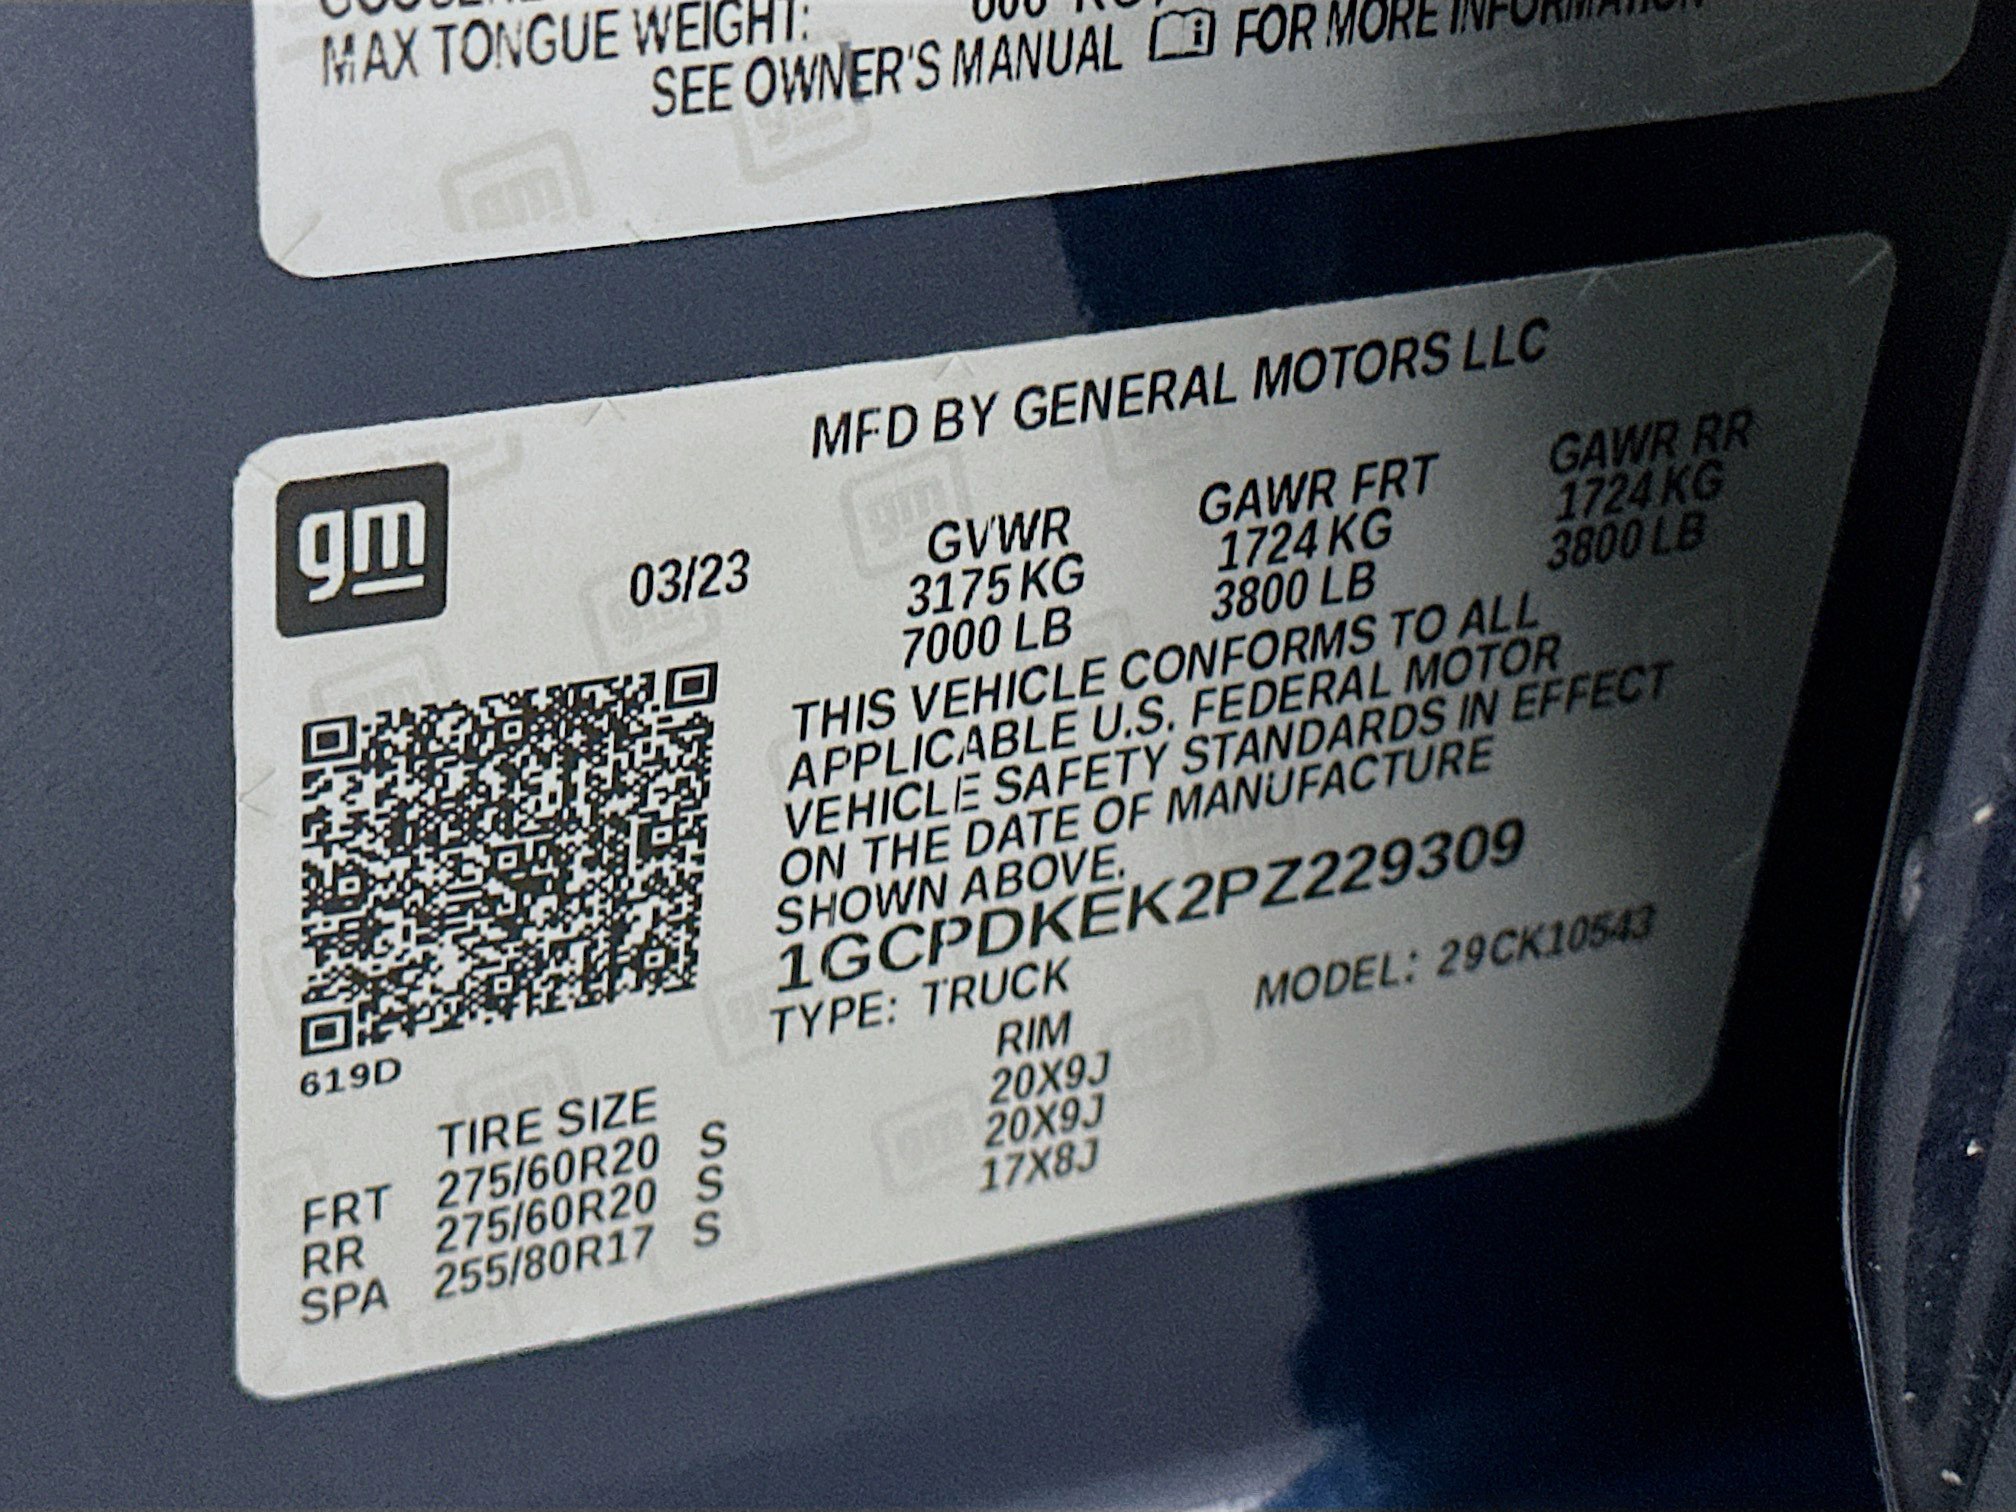 MAX TONGUE WEIGHT:
SEE OWNER'S MANUAL FOR MORE INFORMATION
MFD BY GENERAL MOTORS LLC
gm
03/23
GVWR GAWR FRT GAWR RR
3175 KG 1724 KG 1724 KG
7000 LB 3800 LB 3800 LB
THIS VEHICLE CONFORMS TO ALL
APPLICABLE U.S. FEDERAL MOTOR
VEHICLE SAFETY STANDARDS IN EFFECT
ON THE DATE OF MANUFACTURE
SHOWN ABOVE.
1GCPDKEK2PZ229309
TYPE: TRUCK MODEL: 29CK10543
619D
TIRE SIZE RIM
FRT 275/60R20 S 20X9J
RR 275/60R20 S 20X9J
SPA 255/80R17 S 17X8J